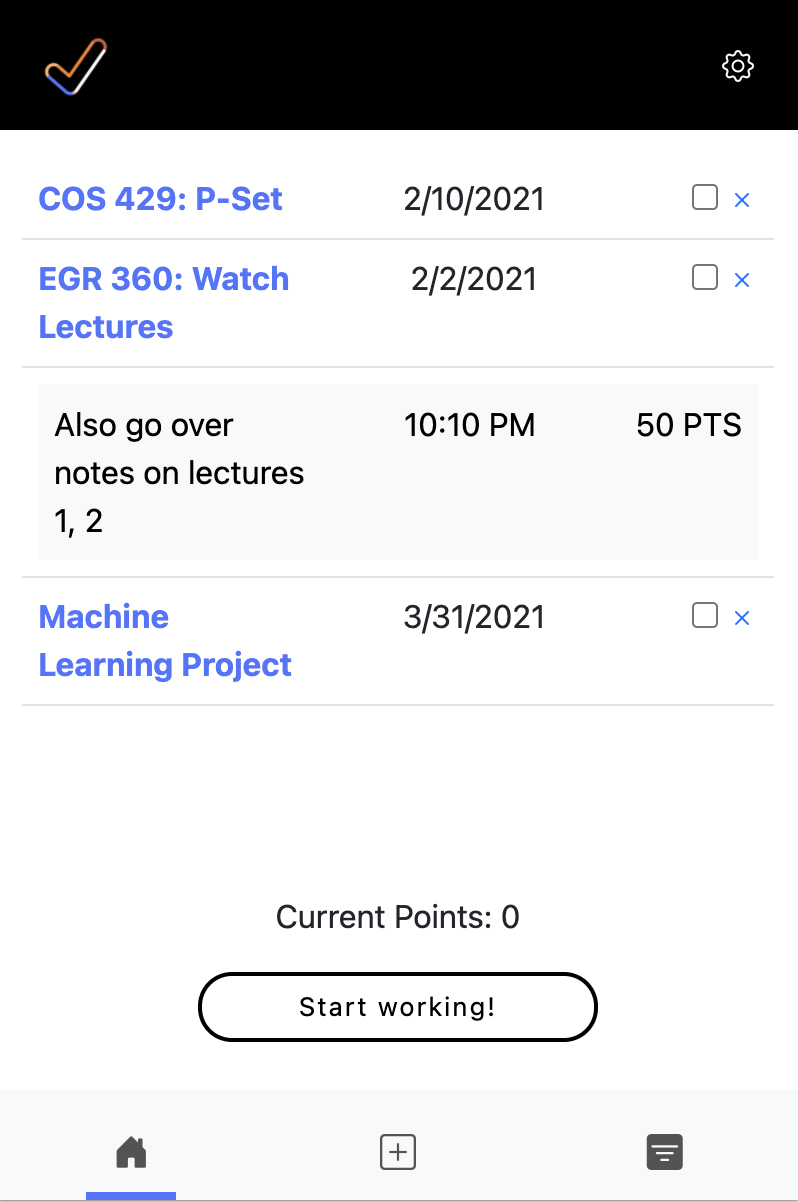 COS 429: P-Set 2/10/2021 ×
EGR 360: Watch 2/2/2021 ×
Lectures
Also go over 10:10 PM 50 PTS
notes on lectures
1, 2
Machine 3/31/2021 ×
Learning Project
Current Points: 0
Start working!